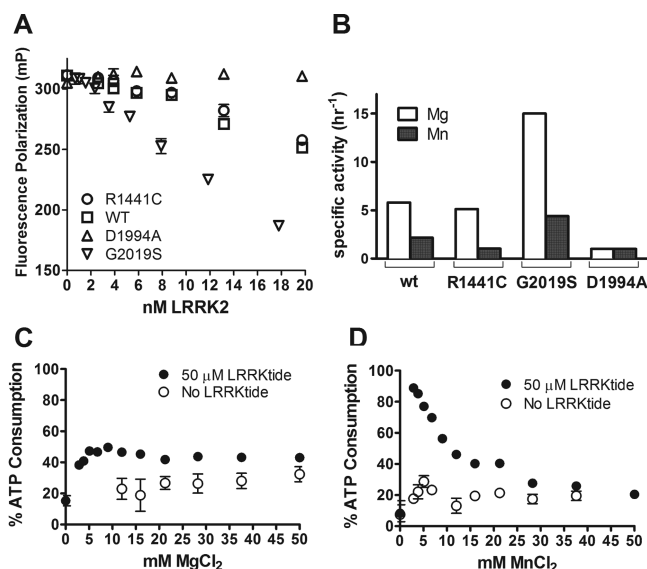 A
Fluorescence Polarization (mP)
300
250
200
150
R1441C
WT
D1994A
G2019S
0 2 4 6 8 10 12 14 16 18 20
nM LRRK2
B
specific activity (hr⁻¹)
15
10
5
0
Mg
Mn
wt R1441C G2019S D1994A
C
% ATP Consumption
100
80
60
40
20
0
50 µM LRRKtide
No LRRKtide
0 5 10 15 20 25 30 35 40 45 50
mM MgCl₂
D
% ATP Consumption
100
80
60
40
20
0
50 µM LRRKtide
No LRRKtide
0 5 10 15 20 25 30 35 40 45 50
mM MnCl₂